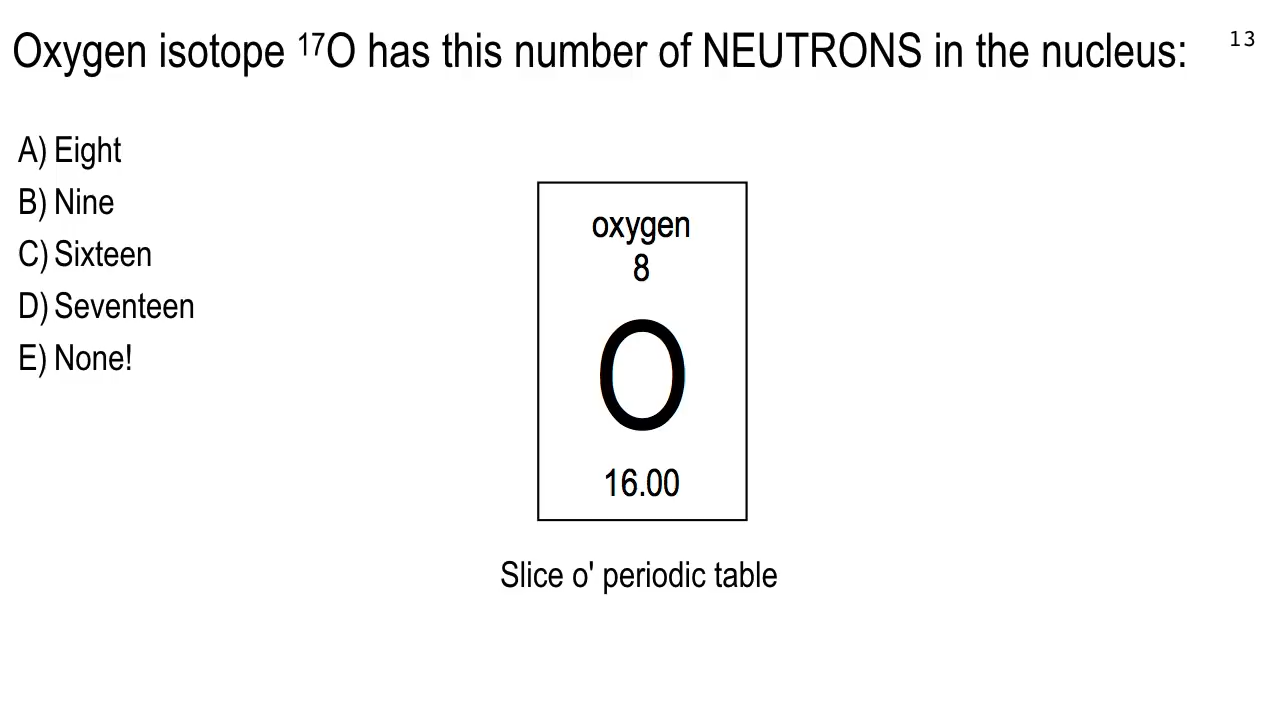 Oxygen isotope ¹⁷O has this number of NEUTRONS in the nucleus:
13
A) Eight
B) Nine
C) Sixteen
D) Seventeen
E) None!
oxygen
8
O
16.00
Slice o' periodic table